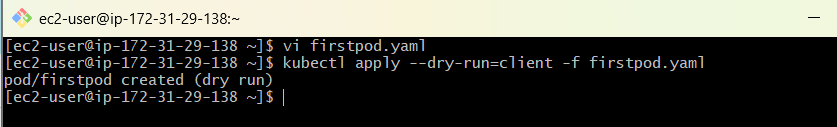 ec2-user@ip-172-31-29-138:~
[ec2-user@ip-172-31-29-138 ~]$ vi firstpod.yaml
[ec2-user@ip-172-31-29-138 ~]$ kubectl apply --dry-run=client -f firstpod.yaml
pod/firstpod created (dry run)
[ec2-user@ip-172-31-29-138 ~]$